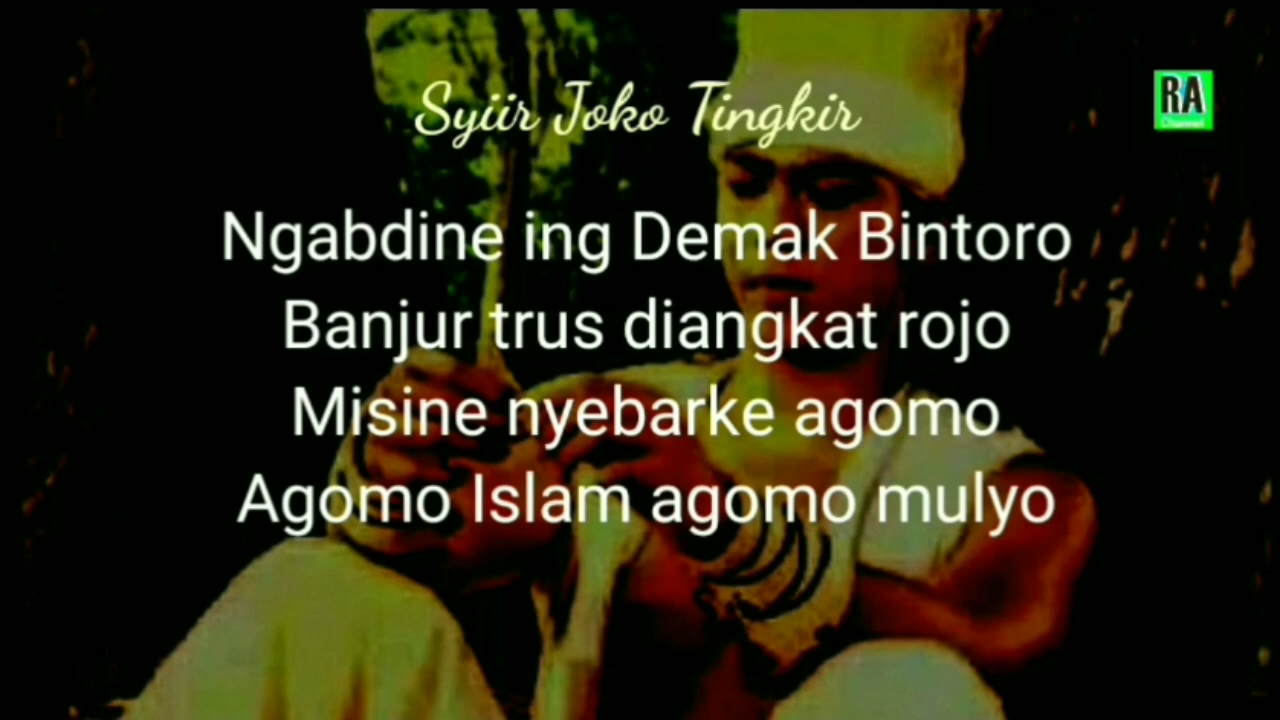 Syiir Joko Tingkir
RA
Channel
Ngabdine ing Demak Bintoro
Banjur trus diangkat rojo
Misine nyebarke agomo
Agomo Islam agomo mulyo